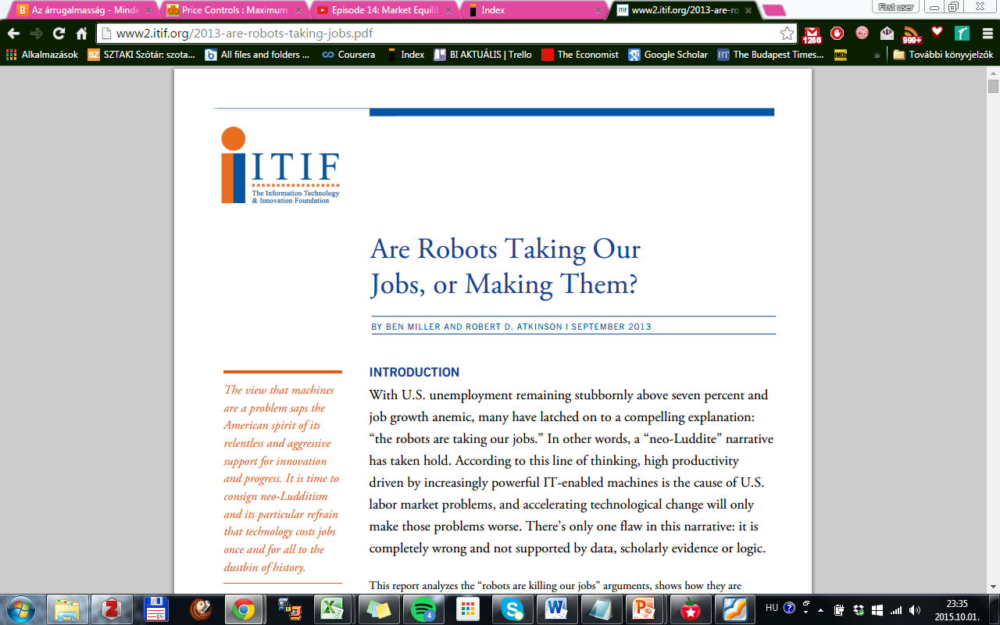 Az árrugalmasság - Minde
Price Controls : Maximum
Episode 14: Market Equilib
Index
www2.itif.org/2013-are-ro
First user
www2.itif.org/2013-are-robots-taking-jobs.pdf
1266
999+
Alkalmazások
SZTAKI Szótár: szota...
All files and folders ...
Coursera
Index
BI AKTUÁLIS | Trello
The Economist
Google Scholar
The Budapest Times...
IMDb
»
További könyvjelzők
ITIF
The Information Technology
& Innovation Foundation
Are Robots Taking Our
Jobs, or Making Them?
BY BEN MILLER AND ROBERT D. ATKINSON | SEPTEMBER 2013
The view that machines
are a problem saps the
American spirit of its
relentless and aggressive
support for innovation
and progress. It is time to
consign neo-Ludditism
and its particular refrain
that technology costs jobs
once and for all to the
dustbin of history.
INTRODUCTION
With U.S. unemployment remaining stubbornly above seven percent and
job growth anemic, many have latched on to a compelling explanation:
“the robots are taking our jobs.” In other words, a “neo-Luddite” narrative
has taken hold. According to this line of thinking, high productivity
driven by increasingly powerful IT-enabled machines is the cause of U.S.
labor market problems, and accelerating technological change will only
make those problems worse. There’s only one flaw in this narrative: it is
completely wrong and not supported by data, scholarly evidence or logic.
This report analyzes the “robots are killing our jobs” arguments, shows how they are
64
4
HU
23:35
2015.10.01.